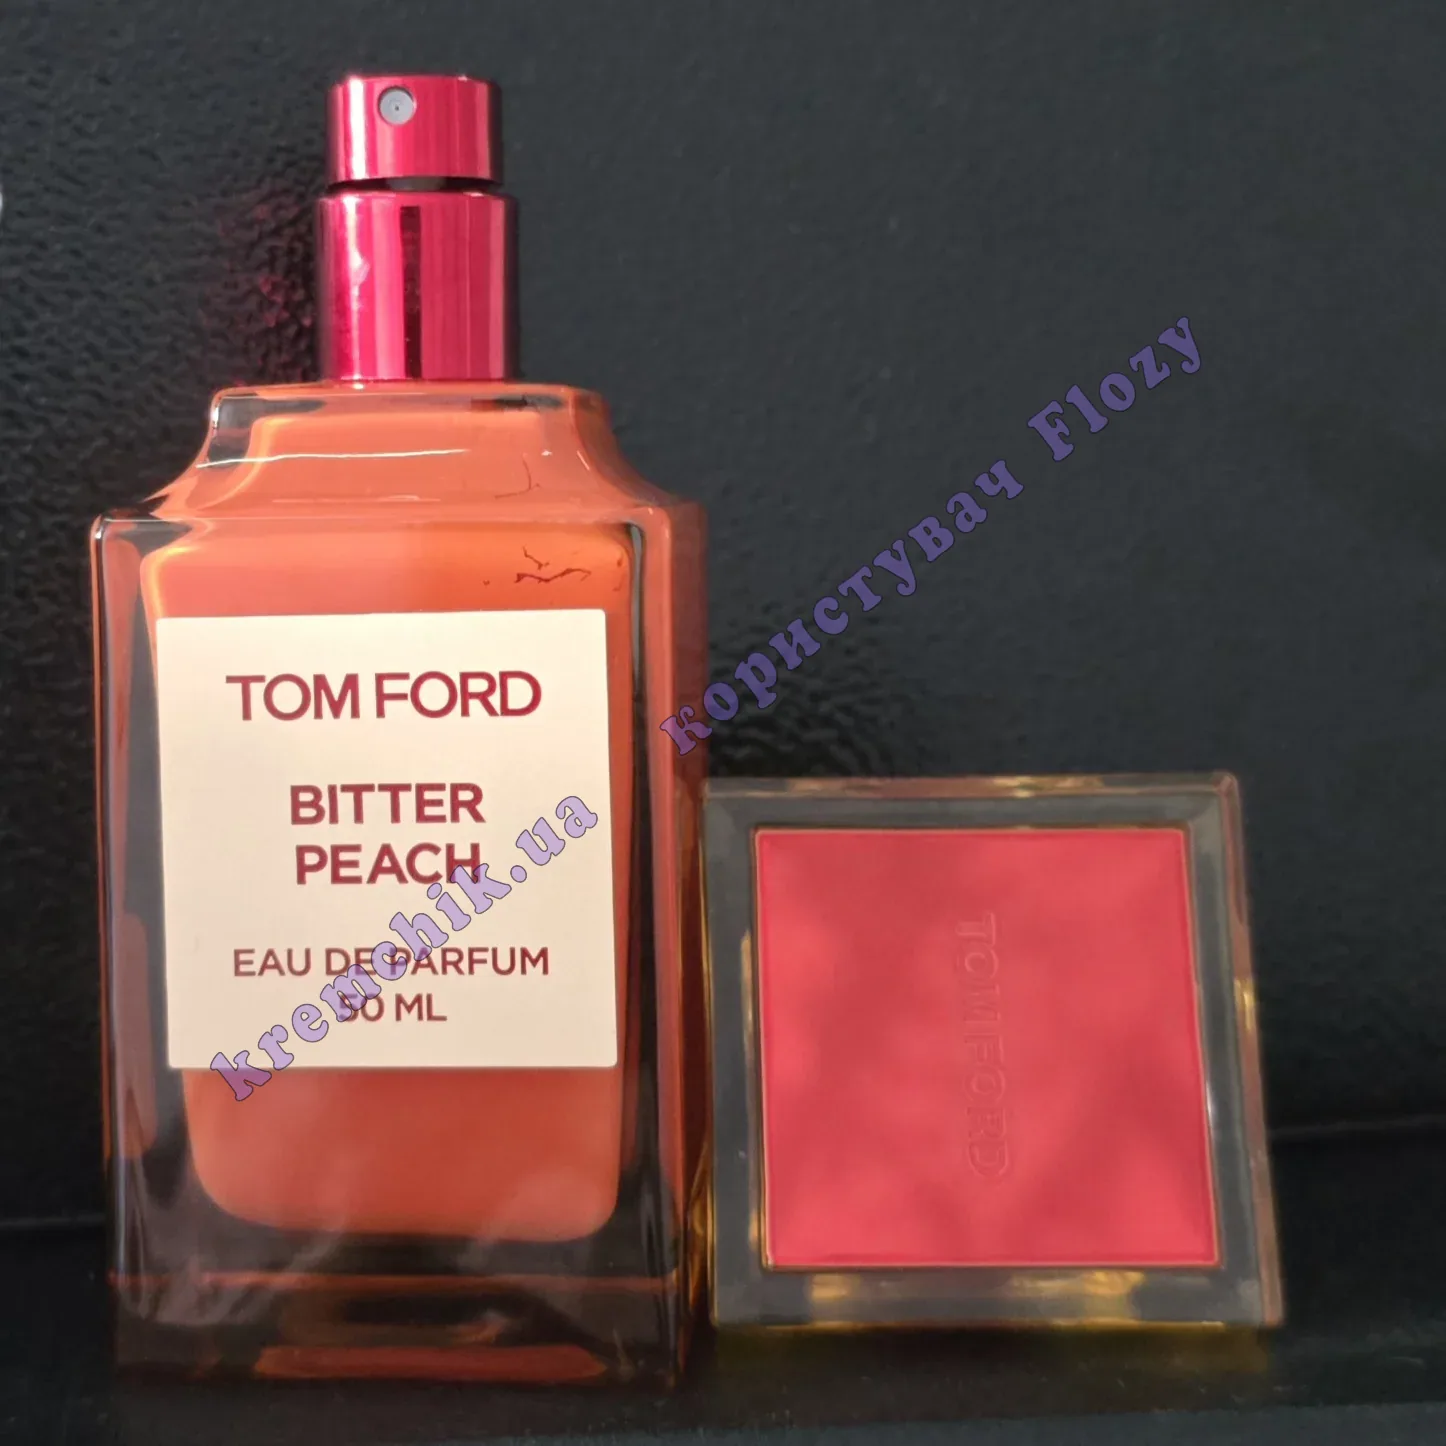 TOM FORD
BITTER
PEACH
EAU DE PARFUM
50 ML
TOM FORD
kremchik.ua
користувач Flozy